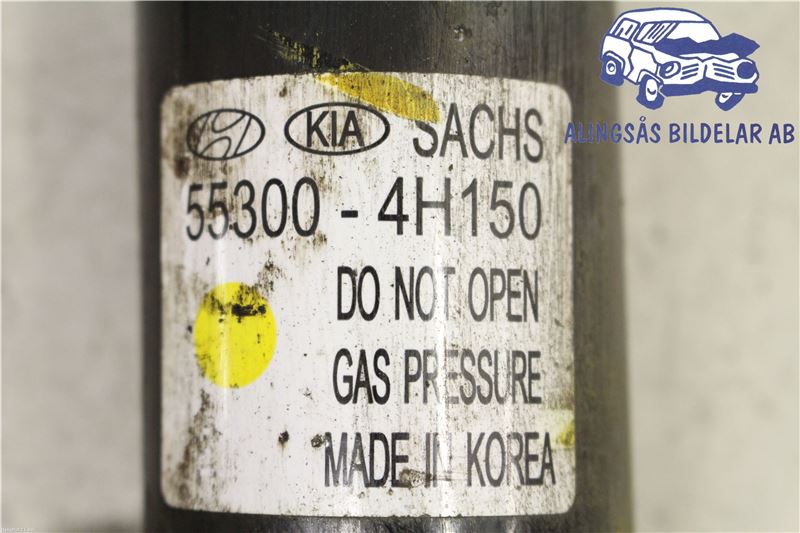 KIA SACHS
55300 - 4H150
DO NOT OPEN
GAS PRESSURE
MADE IN KOREA
ALINGSÅS BILDELAR AB